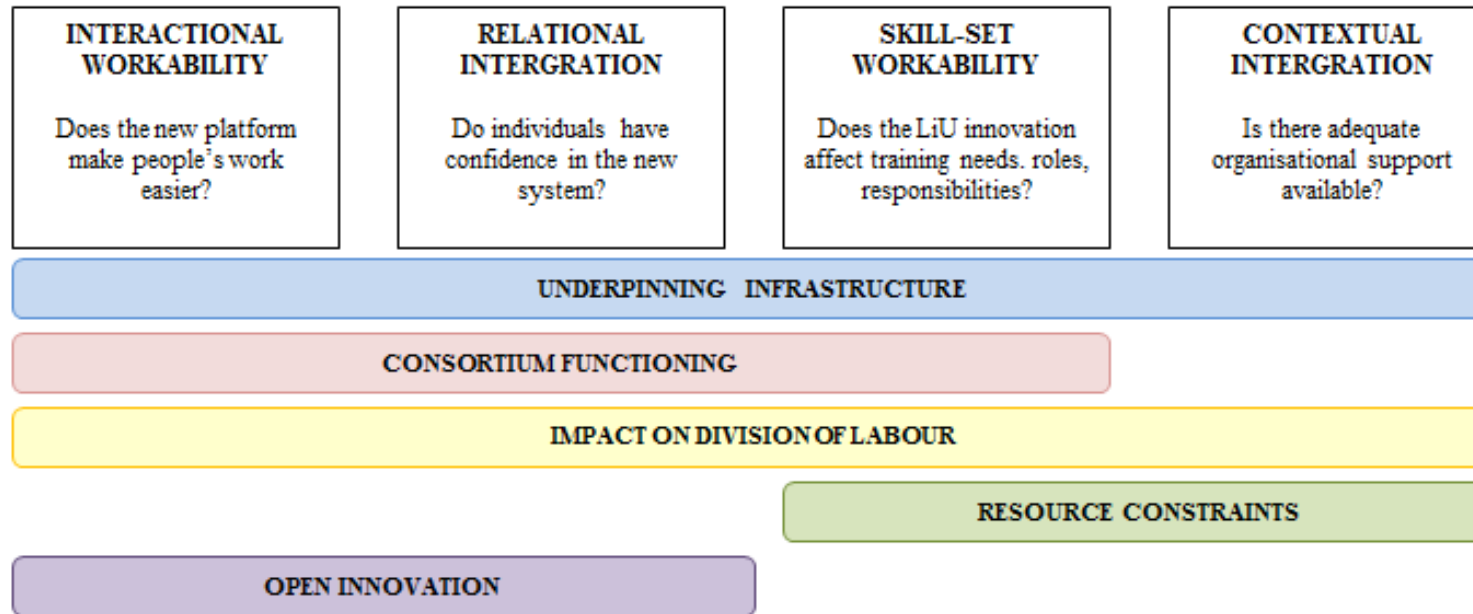 INTERACTIONAL
WORKABILITY
Does the new platform
make people's work
easier?
RELATIONAL
INTERGRATION
Do individuals have
confidence in the new
system?
SKILL-SET
WORKABILITY
Does the LiU innovation
affect training needs. roles,
responsibilities?
CONTEXTUAL
INTERGRATION
Is there adequate
organisational support
available?
UNDERPINNING INFRASTRUCTURE
CONSORTIUM FUNCTIONING
IMPACT ON DIVISION OF LABOUR
RESOURCE CONSTRAINTS
OPEN INNOVATION